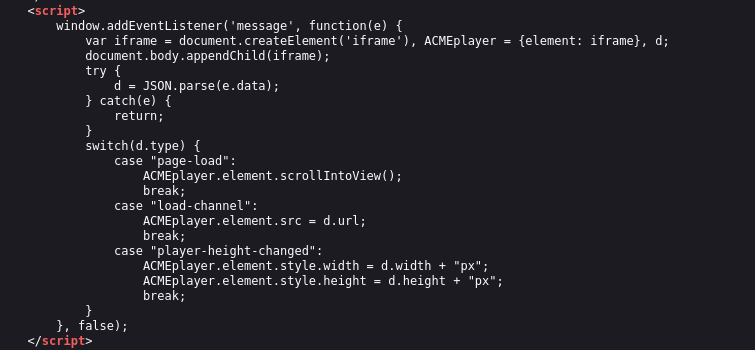 <script>
window.addEventListener('message', function(e) {
var iframe = document.createElement('iframe'), ACMEplayer = {element: iframe}, d;
document.body.appendChild(iframe);
try {
d = JSON.parse(e.data);
} catch(e) {
return;
}
switch(d.type) {
case "page-load":
ACMEplayer.element.scrollIntoView();
break;
case "load-channel":
ACMEplayer.element.src = d.url;
break;
case "player-height-changed":
ACMEplayer.element.style.width = d.width + "px";
ACMEplayer.element.style.height = d.height + "px";
break;
}
}, false);
</script>